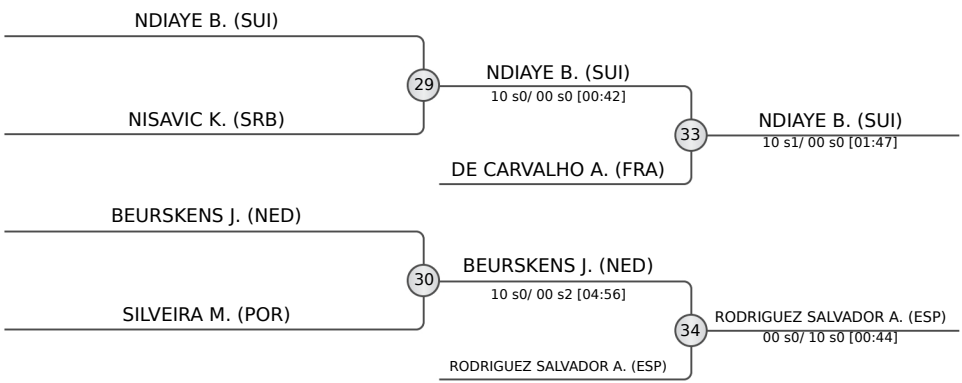 NDIAYE B. (SUI)
29
NISAVIC K. (SRB)
NDIAYE B. (SUI)
10 s0/ 00 s0 [00:42]
33
DE CARVALHO A. (FRA)
NDIAYE B. (SUI)
10 s1/ 00 s0 [01:47]
BEURSKENS J. (NED)
30
SILVEIRA M. (POR)
BEURSKENS J. (NED)
10 s0/ 00 s2 [04:56]
34
RODRIGUEZ SALVADOR A. (ESP)
RODRIGUEZ SALVADOR A. (ESP)
00 s0/ 10 s0 [00:44]